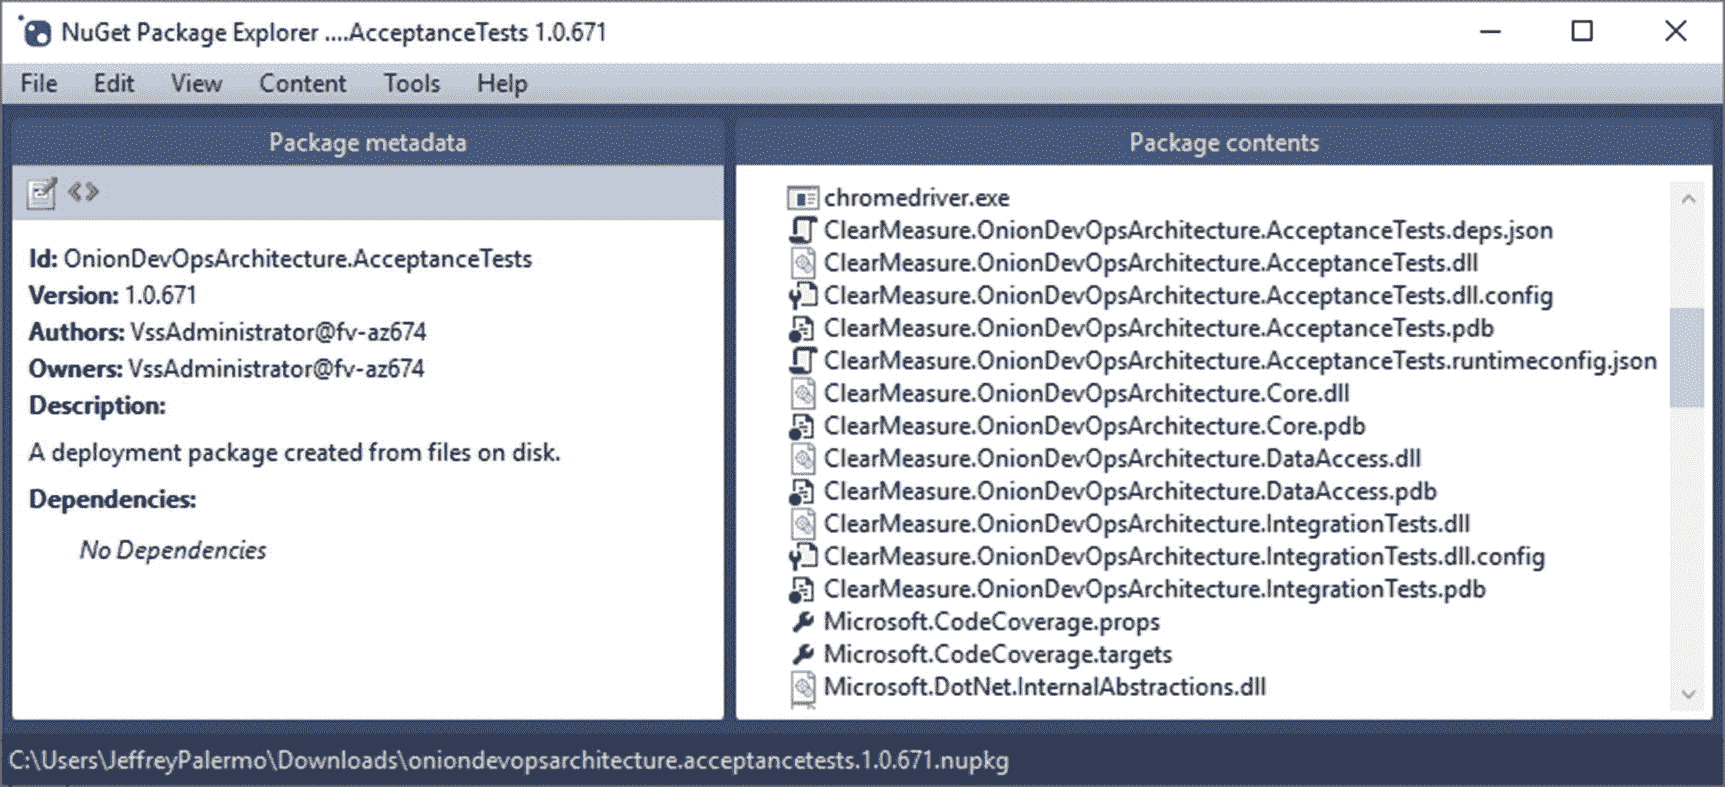 NuGet Package Explorer ....AcceptanceTests 1.0.671
File Edit View Content Tools Help
Package metadata
Id: OnionDevOpsArchitecture.AcceptanceTests
Version: 1.0.671
Authors: VssAdministrator@fv-az674
Owners: VssAdministrator@fv-az674
Description:
A deployment package created from files on disk.
Dependencies:
No Dependencies
Package contents
chromedriver.exe
ClearMeasure.OnionDevOpsArchitecture.AcceptanceTests.deps.json
ClearMeasure.OnionDevOpsArchitecture.AcceptanceTests.dll
ClearMeasure.OnionDevOpsArchitecture.AcceptanceTests.dll.config
ClearMeasure.OnionDevOpsArchitecture.AcceptanceTests.pdb
ClearMeasure.OnionDevOpsArchitecture.AcceptanceTests.runtimeconfig.json
ClearMeasure.OnionDevOpsArchitecture.Core.dll
ClearMeasure.OnionDevOpsArchitecture.Core.pdb
ClearMeasure.OnionDevOpsArchitecture.DataAccess.dll
ClearMeasure.OnionDevOpsArchitecture.DataAccess.pdb
ClearMeasure.OnionDevOpsArchitecture.IntegrationTests.dll
ClearMeasure.OnionDevOpsArchitecture.IntegrationTests.dll.config
ClearMeasure.OnionDevOpsArchitecture.IntegrationTests.pdb
Microsoft.CodeCoverage.props
Microsoft.CodeCoverage.targets
Microsoft.DotNet.InternalAbstractions.dll
C:\Users\JeffreyPalermo\Downloads\oniondevopsarchitecture.acceptancetests.1.0.671.nupkg